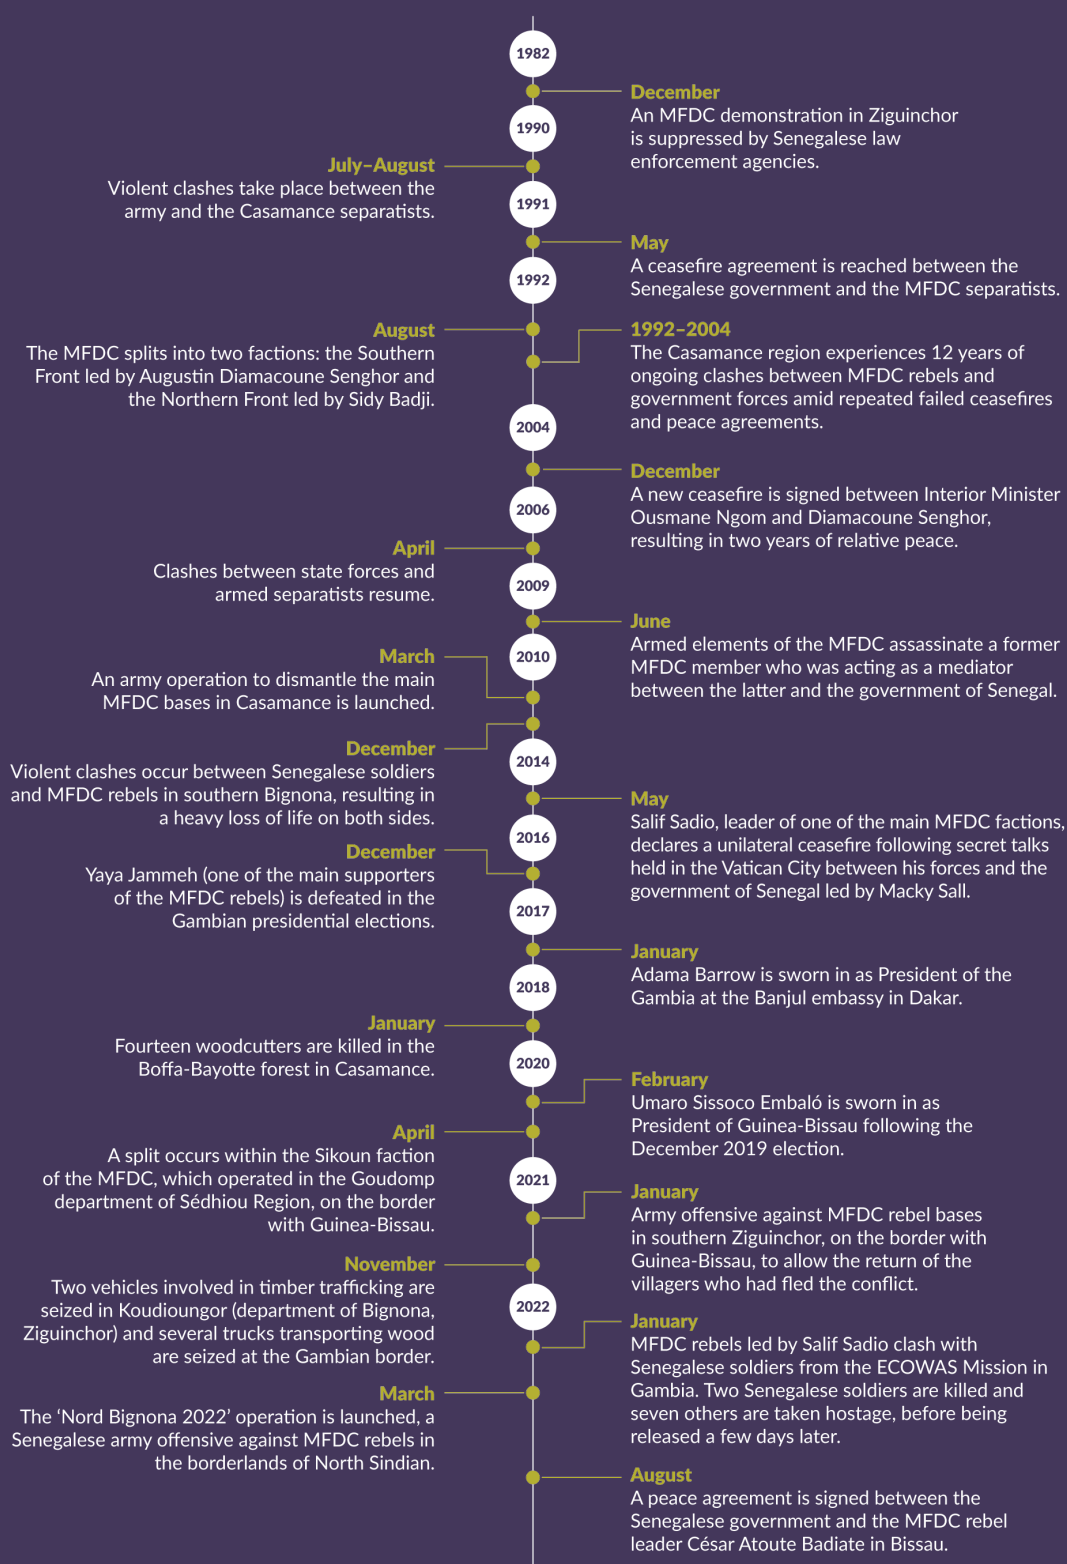 1982
December
An MFDC demonstration in Ziguinchor
is suppressed by Senegalese law
enforcement agencies.
1990
July–August
Violent clashes take place between the
army and the Casamance separatists.
1991
May
A ceasefire agreement is reached between the
Senegalese government and the MFDC separatists.
1992
August
The MFDC splits into two factions: the Southern
Front led by Augustin Diamacoune Senghor and
the Northern Front led by Sidy Badji.
1992–2004
The Casamance region experiences 12 years of
ongoing clashes between MFDC rebels and
government forces amid repeated failed ceasefires
and peace agreements.
2004
December
A new ceasefire is signed between Interior Minister
Ousmane Ngom and Diamacoune Senghor,
resulting in two years of relative peace.
2006
April
Clashes between state forces and
armed separatists resume.
2009
June
Armed elements of the MFDC assassinate a former
MFDC member who was acting as a mediator
between the latter and the government of Senegal.
2010
March
An army operation to dismantle the main
MFDC bases in Casamance is launched.
December
Violent clashes occur between Senegalese soldiers
and MFDC rebels in southern Bignona, resulting in
a heavy loss of life on both sides.
2014
May
Salif Sadio, leader of one of the main MFDC factions,
declares a unilateral ceasefire following secret talks
held in the Vatican City between his forces and the
government of Senegal led by Macky Sall.
2016
December
Yaya Jammeh (one of the main supporters
of the MFDC rebels) is defeated in the
Gambian presidential elections.
2017
January
Adama Barrow is sworn in as President of the
Gambia at the Banjul embassy in Dakar.
2018
January
Fourteen woodcutters are killed in the
Boffa-Bayotte forest in Casamance.
2020
February
Umaro Sissoco Embaló is sworn in as
President of Guinea-Bissau following the
December 2019 election.
April
A split occurs within the Sikoun faction
of the MFDC, which operated in the Goudomp
department of Sédhiou Region, on the border
with Guinea-Bissau.
2021
January
Army offensive against MFDC rebel bases
in southern Ziguinchor, on the border with
Guinea-Bissau, to allow the return of the
villagers who had fled the conflict.
November
Two vehicles involved in timber trafficking are
seized in Koudioungor (department of Bignona,
Ziguinchor) and several trucks transporting wood
are seized at the Gambian border.
2022
January
MFDC rebels led by Salif Sadio clash with
Senegalese soldiers from the ECOWAS Mission in
Gambia. Two Senegalese soldiers are killed and
seven others are taken hostage, before being
released a few days later.
March
The ‘Nord Bignona 2022’ operation is launched, a
Senegalese army offensive against MFDC rebels in
the borderlands of North Sindian.
August
A peace agreement is signed between the
Senegalese government and the MFDC rebel
leader César Atoute Badiate in Bissau.